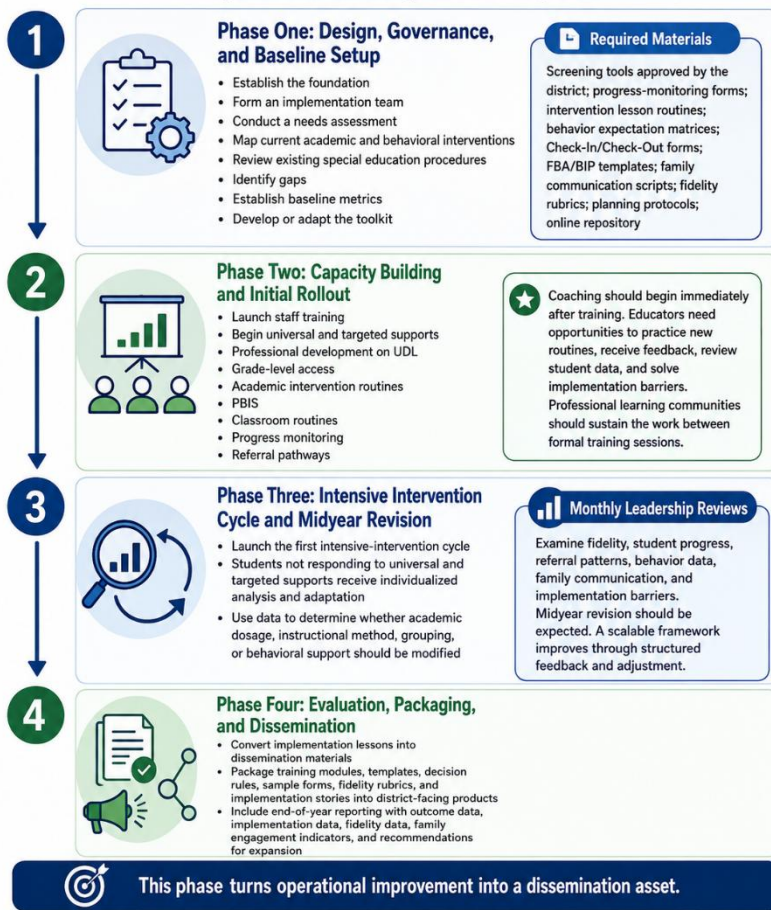 1
Phase One: Design, Governance,
and Baseline Setup
• Establish the foundation
• Form an implementation team
• Conduct a needs assessment
• Map current academic and behavioral interventions
• Review existing special education procedures
• Identify gaps
• Establish baseline metrics
• Develop or adapt the toolkit
Required Materials
Screening tools approved by the
district; progress-monitoring forms;
intervention lesson routines;
behavior expectation matrices;
Check-In/Check-Out forms;
FBA/BIP templates; family
communication scripts; fidelity
rubrics; planning protocols;
online repository
2
Phase Two: Capacity Building
and Initial Rollout
• Launch staff training
• Begin universal and targeted supports
• Professional development on UDL
• Grade-level access
• Academic intervention routines
• PBIS
• Classroom routines
• Progress monitoring
• Referral pathways
Coaching should begin immediately
after training. Educators need
opportunities to practice new
routines, receive feedback, review
student data, and solve
implementation barriers.
Professional learning communities
should sustain the work between
formal training sessions.
3
Phase Three: Intensive Intervention
Cycle and Midyear Revision
• Launch the first intensive-intervention cycle
• Students not responding to universal and
targeted supports receive individualized
analysis and adaptation
• Use data to determine whether academic
dosage, instructional method, grouping,
or behavioral support should be modified
Monthly Leadership Reviews
Examine fidelity, student progress,
referral patterns, behavior data,
family communication, and
implementation barriers.
Midyear revision should be
expected. A scalable framework
improves through structured
feedback and adjustment.
4
Phase Four: Evaluation, Packaging,
and Dissemination
• Convert implementation lessons into
dissemination materials
• Package training modules, templates, decision
rules, sample forms, fidelity rubrics, and
implementation stories into district-facing products
• Include end-of-year reporting with outcome data,
implementation data, fidelity data, family
engagement indicators, and recommendations
for expansion
This phase turns operational improvement into a dissemination asset.